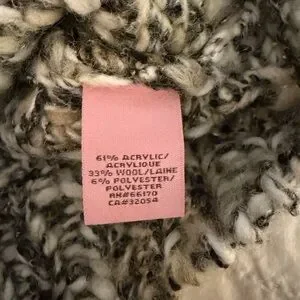 61% ACRYLIC/
ACRYLIQUE
33% WOOL/LAINE
6% POLYESTER/
POLYESTER
RN#66170
CA#32054